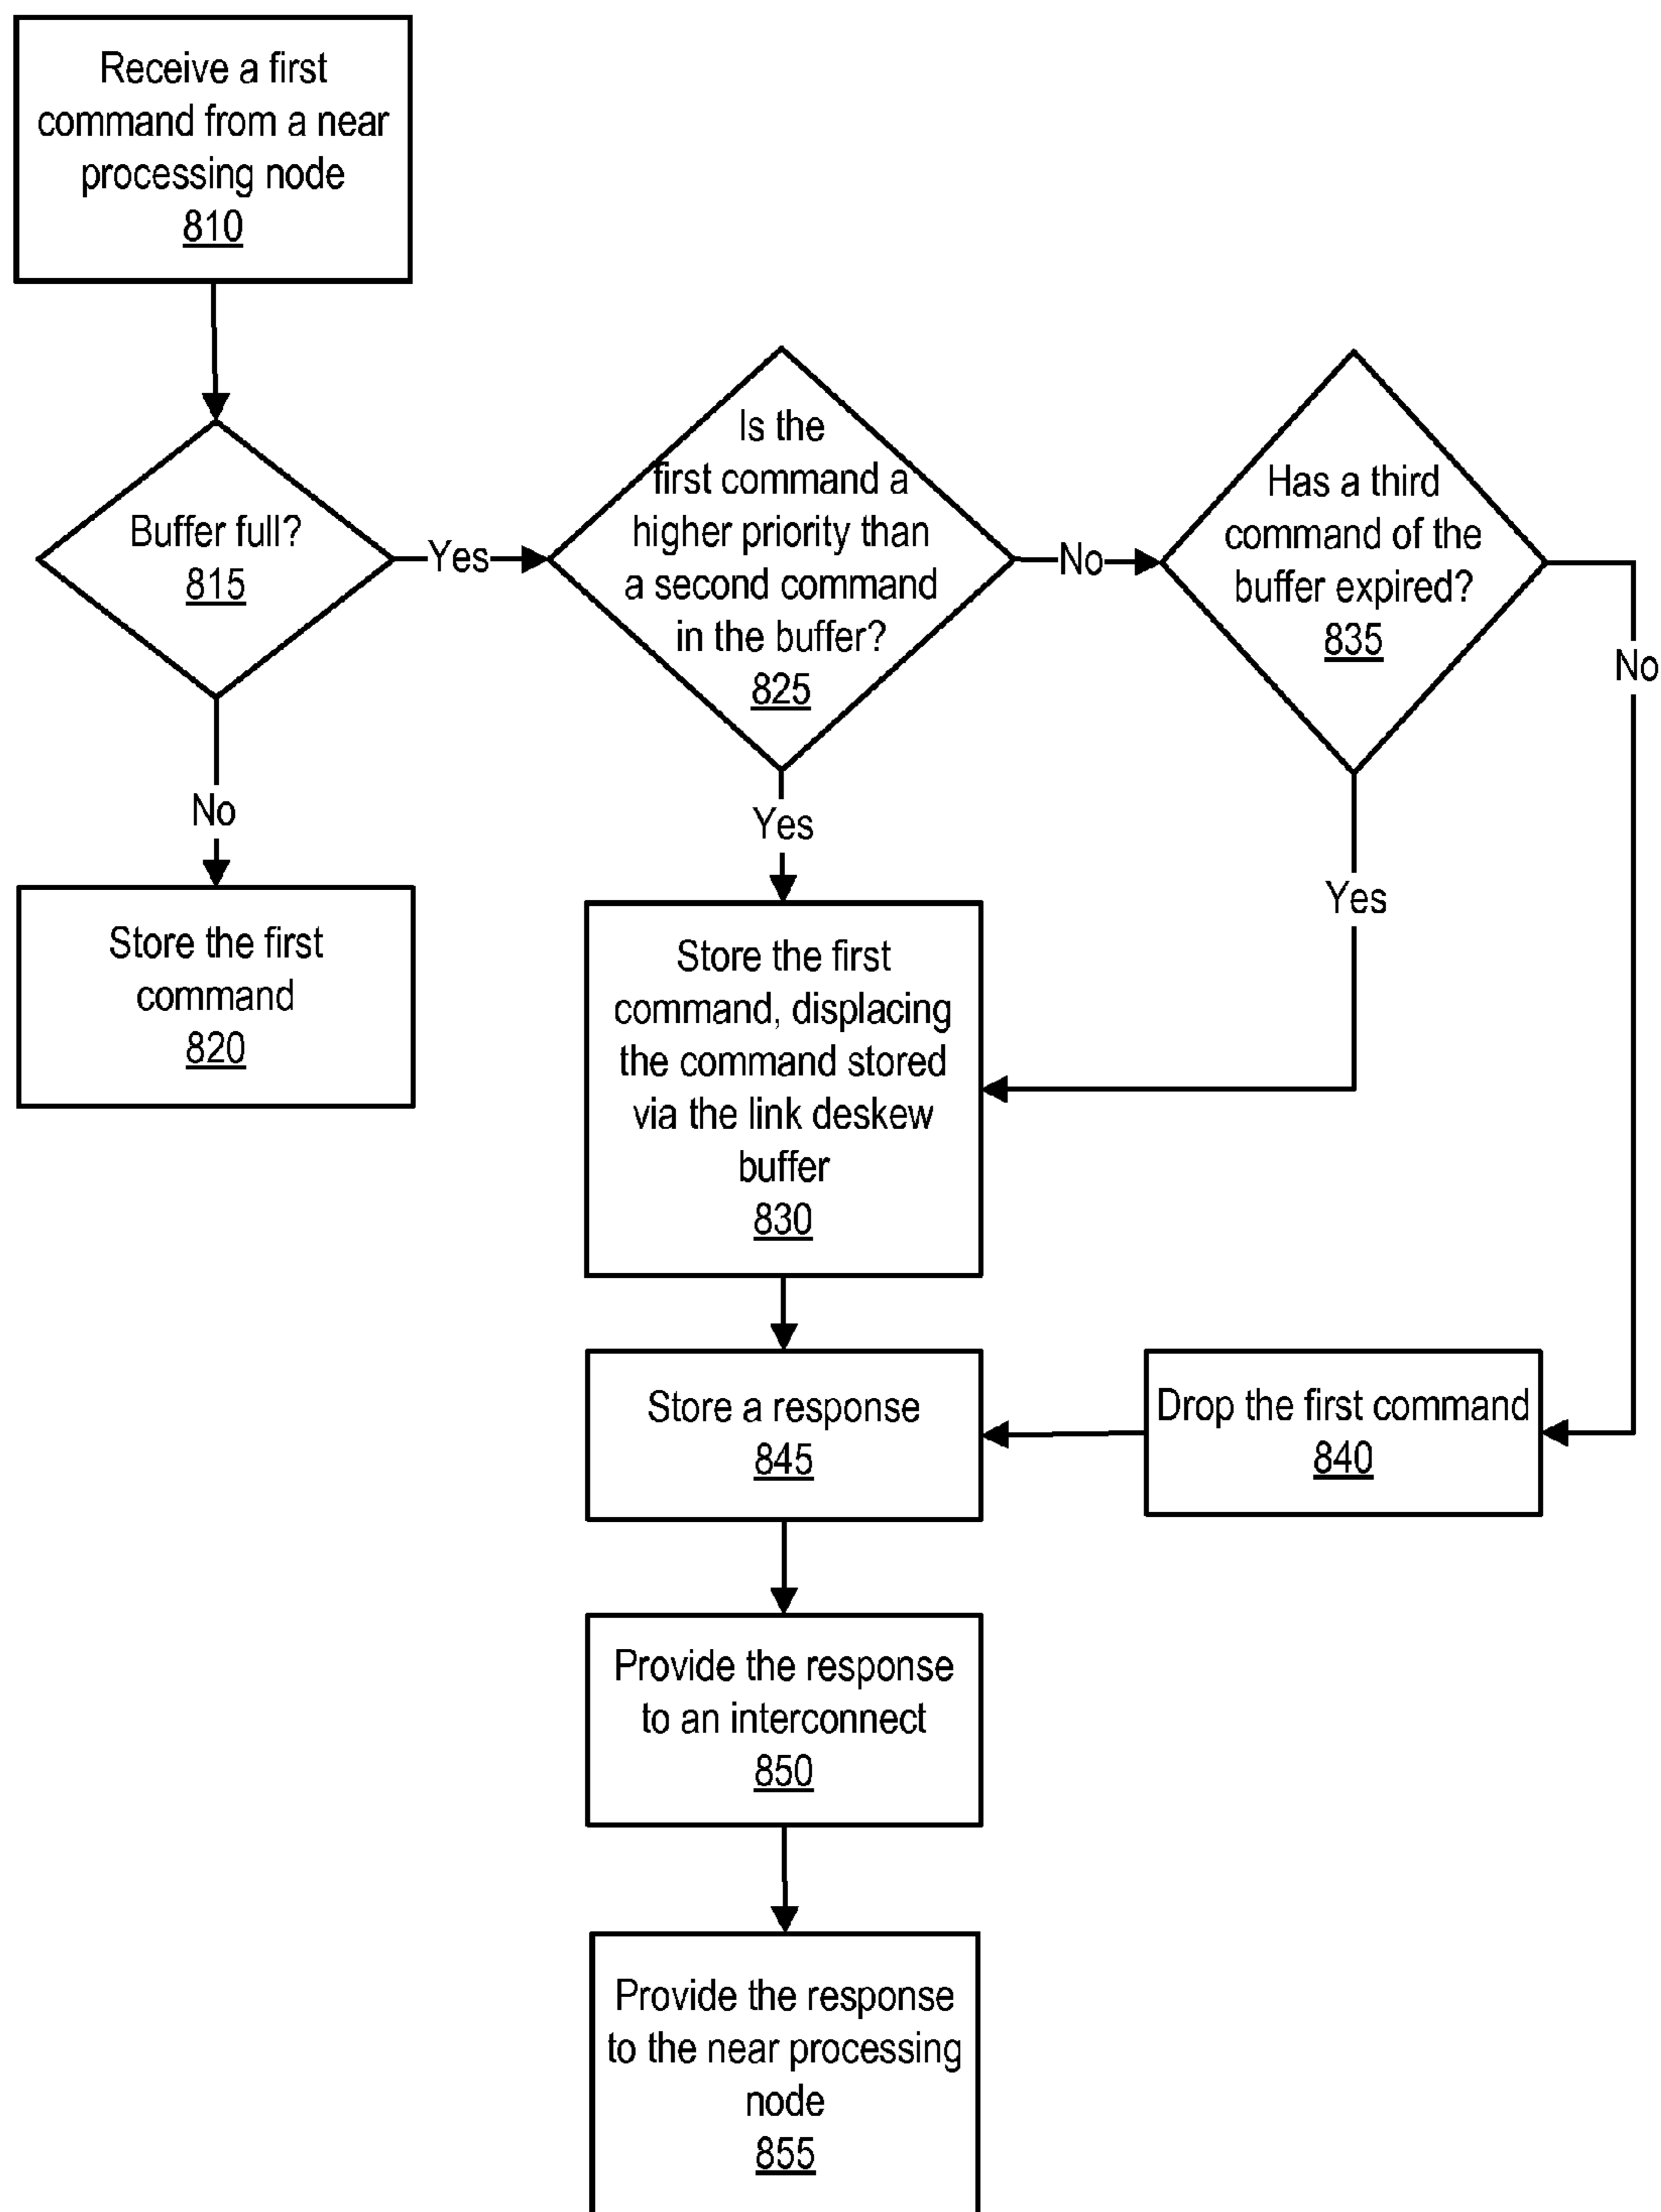 Receive a first
command from a near
processing node
810
Buffer full?
815
Yes
No
Store the first
command
820
Is the
first command a
higher priority than
a second command
in the buffer?
825
No
Yes
Has a third
command of the
buffer expired?
835
No
Yes
Store the first
command, displacing
the command stored
via the link deskew
buffer
830
Drop the first command
840
Store a response
845
Provide the response
to an interconnect
850
Provide the response
to the near processing
node
855